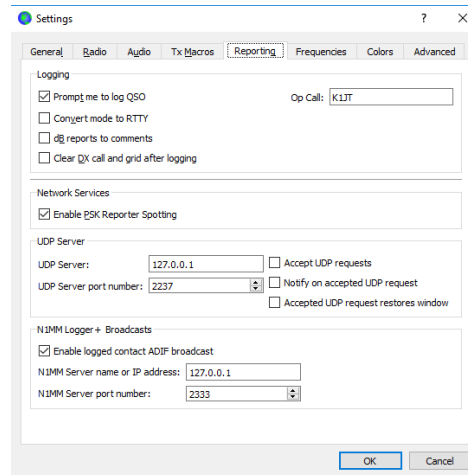 Settings ? X
General Radio Audio Tx Macros Reporting Frequencies Colors Advanced
Logging
Prompt me to log QSO Op Call: K1JT
Convert mode to RTTY
dB reports to comments
Clear DX call and grid after logging
Network Services
Enable PSK Reporter Spotting
UDP Server
UDP Server: 127.0.0.1 Accept UDP requests
UDP Server port number: 2237 Notify on accepted UDP request
Accepted UDP request restores window
N1MM Logger+ Broadcasts
Enable logged contact ADIF broadcast
N1MM Server name or IP address: 127.0.0.1
N1MM Server port number: 2333
OK Cancel